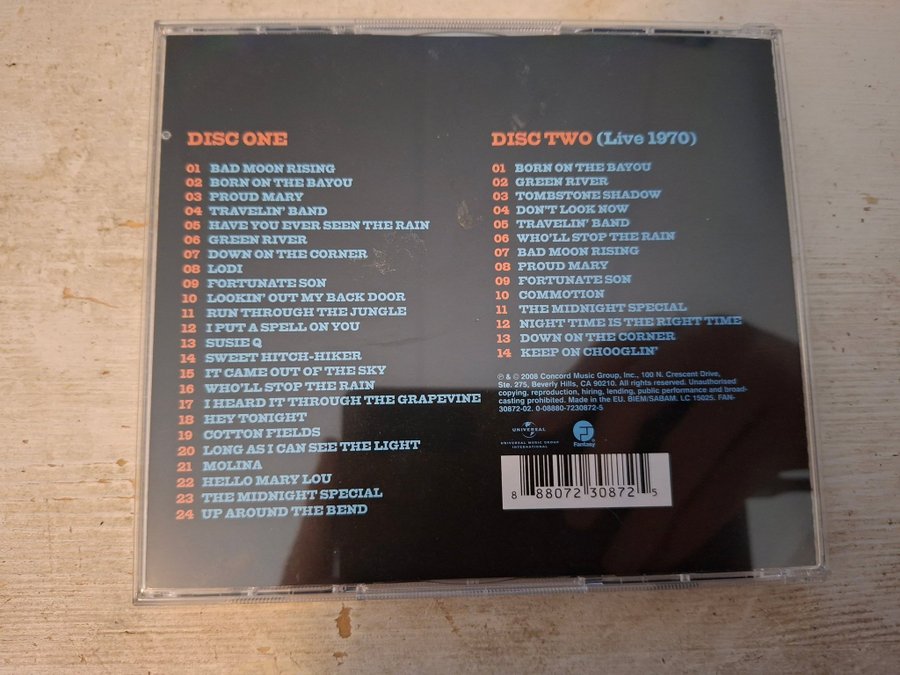 DISC ONE
01 BAD MOON RISING
02 BORN ON THE BAYOU
03 PROUD MARY
04 TRAVELIN' BAND
05 HAVE YOU EVER SEEN THE RAIN
06 GREEN RIVER
07 DOWN ON THE CORNER
08 LODI
09 FORTUNATE SON
10 LOOKIN' OUT MY BACK DOOR
11 RUN THROUGH THE JUNGLE
12 I PUT A SPELL ON YOU
13 SUSIE Q
14 SWEET HITCH-HIKER
15 IT CAME OUT OF THE SKY
16 WHO'LL STOP THE RAIN
17 I HEARD IT THROUGH THE GRAPEVINE
18 HEY TONIGHT
19 COTTON FIELDS
20 LONG AS I CAN SEE THE LIGHT
21 MOLINA
22 HELLO MARY LOU
23 THE MIDNIGHT SPECIAL
24 UP AROUND THE BEND
DISC TWO (Live 1970)
01 BORN ON THE BAYOU
02 GREEN RIVER
03 TOMBSTONE SHADOW
04 DON'T LOOK NOW
05 TRAVELIN' BAND
06 WHO'LL STOP THE RAIN
07 BAD MOON RISING
08 PROUD MARY
09 FORTUNATE SON
10 COMMOTION
11 THE MIDNIGHT SPECIAL
12 NIGHT TIME IS THE RIGHT TIME
13 DOWN ON THE CORNER
14 KEEP ON CHOOGLIN'
℗ & © 2008 Concord Music Group, Inc., 100 N. Crescent Drive,
Ste. 275, Beverly Hills, CA 90210. All rights reserved. Unauthorised
copying, reproduction, hiring, lending, public performance and broad-
casting prohibited. Made in the EU. BIEM/SABAM. LC 15025. FAN-
30872-02. 0-08880-7230872-5
UNIVERSAL
UNIVERSAL MUSIC GROUP
INTERNATIONAL
Fantasy
8 88072 30872 5